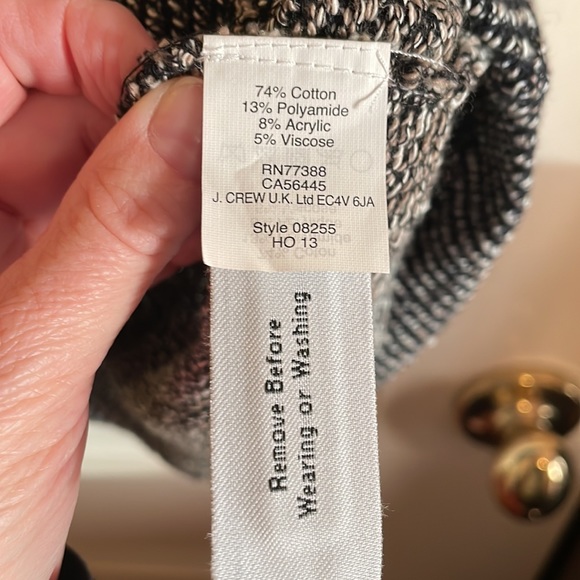 74% Cotton
13% Polyamide
8% Acrylic
5% Viscose
RN77388
CA56445
J. CREW U.K. Ltd EC4V 6JA
Style 08255
HO 13
Remove Before
Wearing or Washing